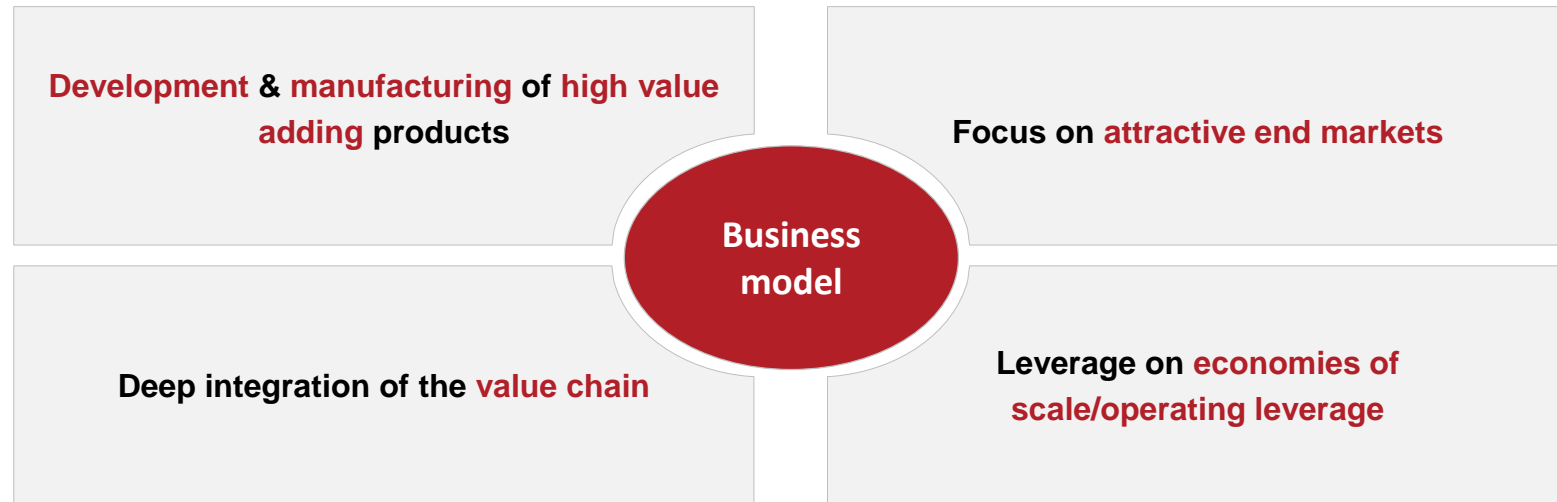 Development & manufacturing of high value
adding products
Focus on attractive end markets
Business
model
Deep integration of the value chain
Leverage on economies of
scale/operating leverage